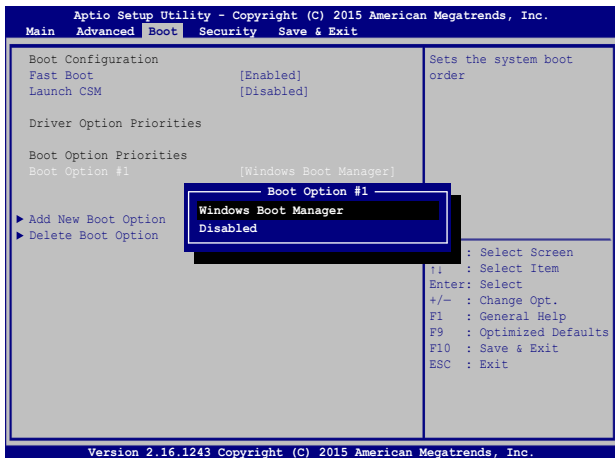 Aptio Setup Utility - Copyright (C) 2015 American Megatrends, Inc.
Main Advanced Boot Security Save & Exit
Boot Configuration
Fast Boot [Enabled]
Launch CSM [Disabled]
Driver Option Priorities
Boot Option Priorities
Boot Option #1 [Windows Boot Manager]
Boot Option #1
Windows Boot Manager
Disabled
▶ Add New Boot Option
▶ Delete Boot Option
Sets the system boot
order
: Select Screen
↑↓ : Select Item
Enter: Select
+/— : Change Opt.
F1 : General Help
F9 : Optimized Defaults
F10 : Save & Exit
ESC : Exit
Version 2.16.1243 Copyright (C) 2015 American Megatrends, Inc.